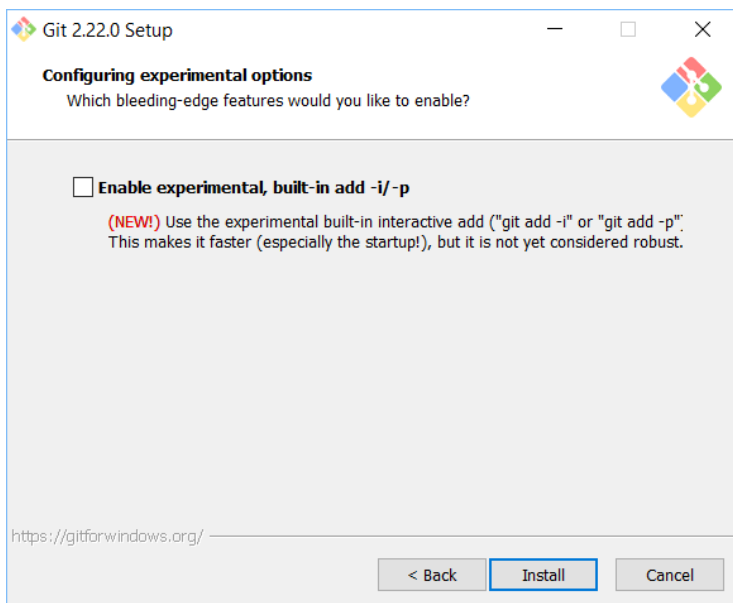 Git 2.22.0 Setup
Configuring experimental options
Which bleeding-edge features would you like to enable?
Enable experimental, built-in add -i/-p
(NEW!) Use the experimental built-in interactive add ("git add -i" or "git add -p")
This makes it faster (especially the startup!), but it is not yet considered robust.
https://gitforwindows.org/
< Back
Install
Cancel